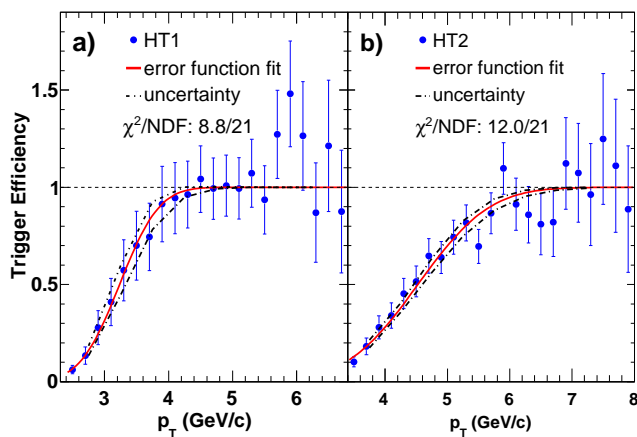 a) HT1
error function fit
uncertainty
χ²/NDF: 8.8/21
b) HT2
error function fit
uncertainty
χ²/NDF: 12.0/21
Trigger Efficiency
1.5
1
0.5
0
3 4 5 6
4 5 6 7 8
p_T (GeV/c)
p_T (GeV/c)